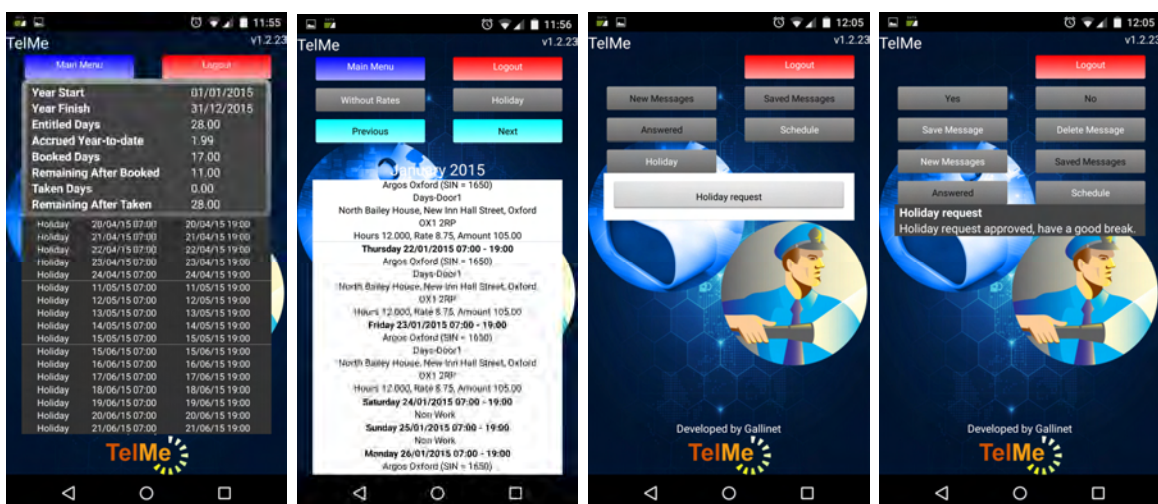 11:55
TelMe
v1.2.23
Main Menu
Logout
Year Start 01/01/2015
Year Finish 31/12/2015
Entitled Days 28.00
Accrued Year-to-date 1.99
Booked Days 17.00
Remaining After Booked 11.00
Taken Days 0.00
Remaining After Taken 28.00
Holiday 20/04/15 07:00 20/04/15 19:00
Holiday 21/04/15 07:00 21/04/15 19:00
Holiday 22/04/15 07:00 22/04/15 19:00
Holiday 23/04/15 07:00 23/04/15 19:00
Holiday 24/04/15 07:00 24/04/15 19:00
Holiday 11/05/15 07:00 11/05/15 19:00
Holiday 12/05/15 07:00 12/05/15 19:00
Holiday 13/05/15 07:00 13/05/15 19:00
Holiday 14/05/15 07:00 14/05/15 19:00
Holiday 15/05/15 07:00 15/05/15 19:00
Holiday 15/06/15 07:00 15/06/15 19:00
Holiday 16/06/15 07:00 16/06/15 19:00
Holiday 17/06/15 07:00 17/06/15 19:00
Holiday 18/06/15 07:00 18/06/15 19:00
Holiday 19/06/15 07:00 19/06/15 19:00
Holiday 20/06/15 07:00 20/06/15 19:00
Holiday 21/06/15 07:00 21/06/15 19:00
TelMe
11:56
TelMe
v1.2.23
Main Menu
Logout
Without Rates
Holiday
Previous
Next
January 2015
Argos Oxford (SIN = 1650)
Days-Door1
North Bailey House, New Inn Hall Street, Oxford
OX1 2RP
Hours 12.000, Rate 8.75, Amount 105.00
Thursday 22/01/2015 07:00 - 19:00
Argos Oxford (SIN = 1650)
Days-Door1
North Bailey House, New Inn Hall Street, Oxford
OX1 2RP
Hours 12.000, Rate 8.75, Amount 105.00
Friday 23/01/2015 07:00 - 19:00
Argos Oxford (SIN = 1650)
Days-Door1
North Bailey House, New Inn Hall Street, Oxford
OX1 2RP
Hours 12.000, Rate 8.75, Amount 105.00
Saturday 24/01/2015 07:00 - 19:00
Non Work
Sunday 25/01/2015 07:00 - 19:00
Non Work
Monday 26/01/2015 07:00 - 19:00
Argos Oxford (SIN = 1650)
12:05
TelMe
v1.2.23
Logout
New Messages
Saved Messages
Answered
Schedule
Holiday
Holiday request
Developed by Gallinet
TelMe
12:05
TelMe
v1.2.23
Logout
Yes
No
Save Message
Delete Message
New Messages
Saved Messages
Answered
Schedule
Holiday request
Holiday request approved, have a good break.
Developed by Gallinet
TelMe